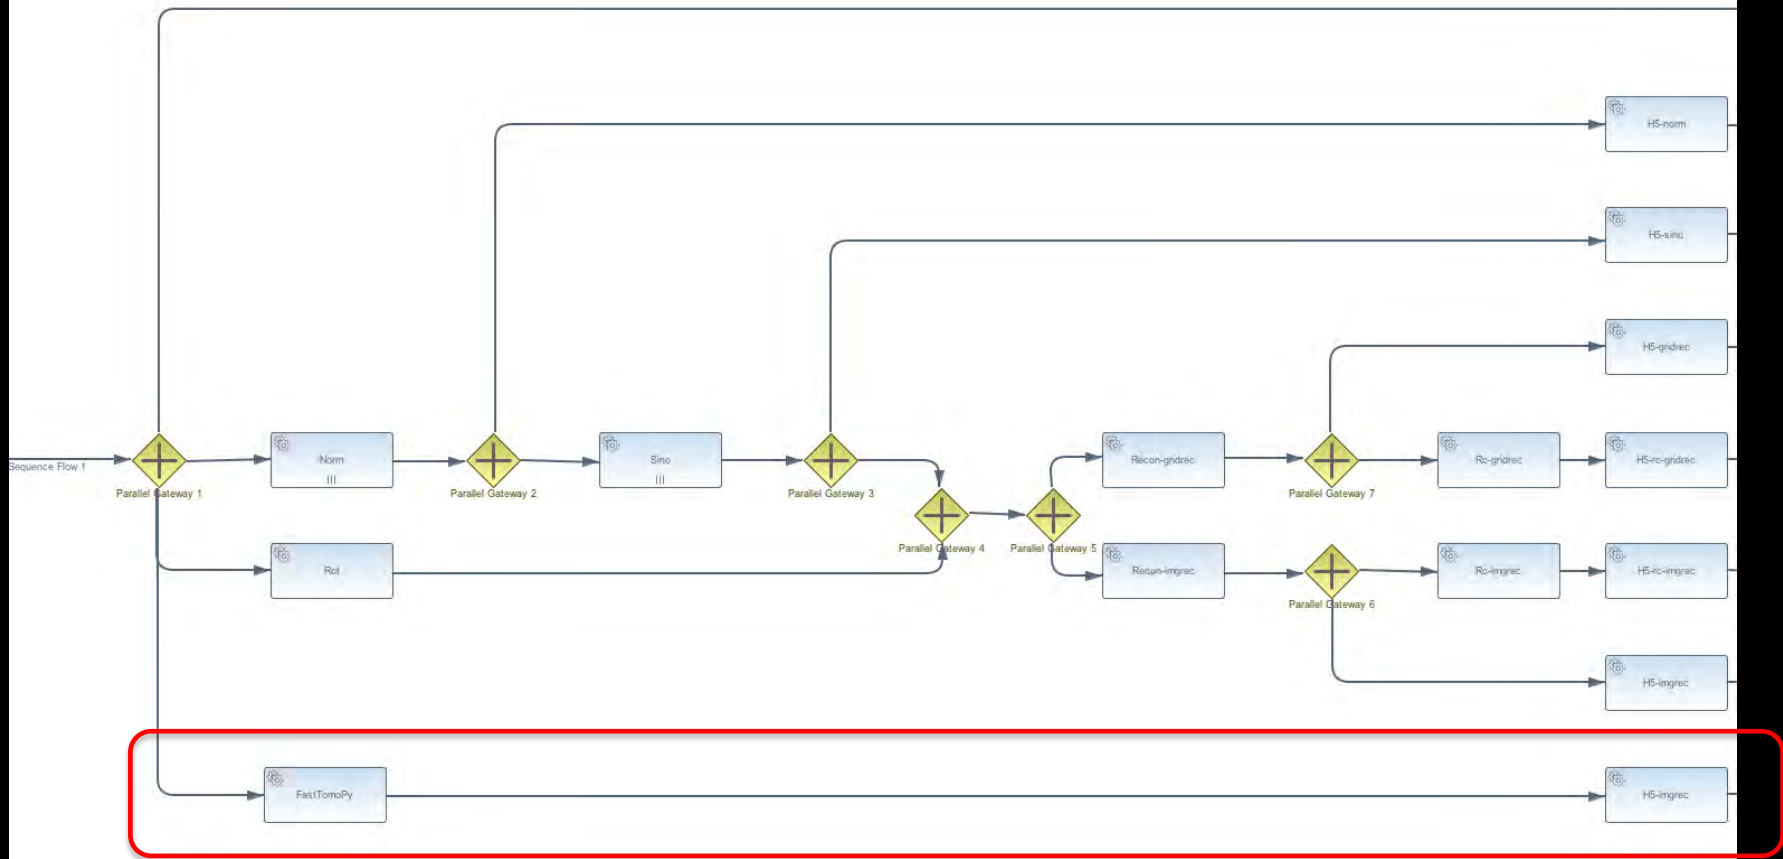 H5-norm
H5-sino
H5-gridrec
Sequence Flow 1
Parallel Gateway 1
Norm
Parallel Gateway 2
Sino
Parallel Gateway 3
Recon-gridrec
Parallel Gateway 7
Rc-gridrec
H5-rc-gridrec
Parallel Gateway 4
Parallel Gateway 5
Rot
Recon-imgrec
Parallel Gateway 6
Rc-imgrec
H5-rc-imgrec
H5-imgrec
FastTomoPy
H5-imgrec